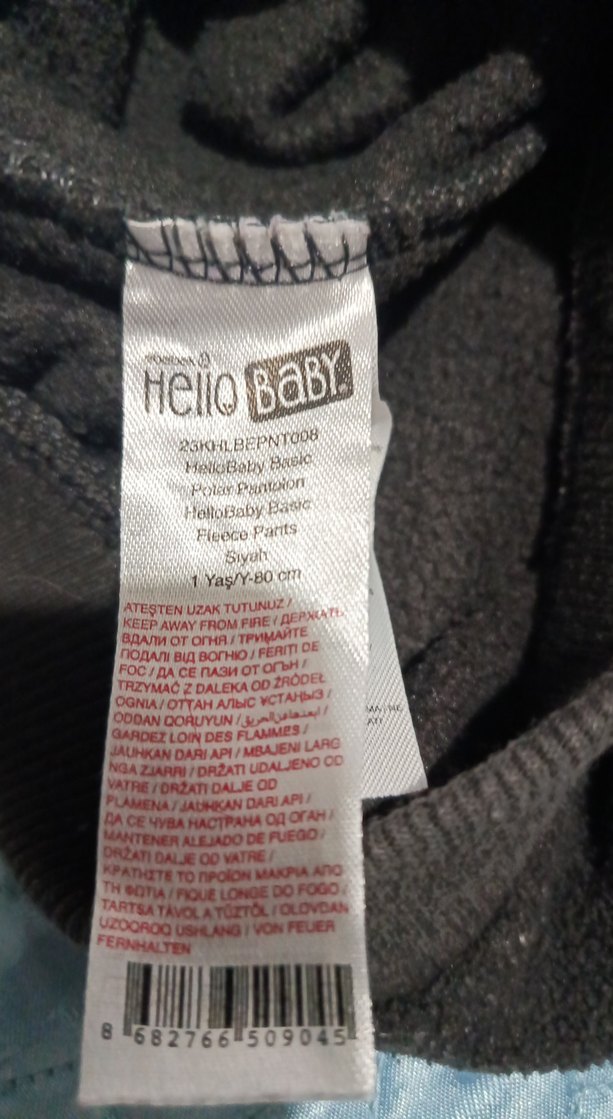 Hello BABY
23KHLBEPNT008
HelloBaby Basic
Polar Pantolon
HelloBaby Basic
Fleece Pants
Siyah
1 Yaş/Y-80 cm
ATEŞTEN UZAK TUTUNUZ /
KEEP AWAY FROM FIRE / ДЕРЖАТЬ
ВДАЛИ ОТ ОГНЯ / ТРИМАЙТЕ
ПОДАЛІ ВІД ВОГНЮ / FERITI DE
FOC / ДА СЕ ПАЗИ ОТ ОГЪН /
TRZYMAĆ Z DALEKA OD ŹRÓDEŁ
OGNIA / ОТТАН АЛЫС ҰСТАҢЫЗ /
ODDAN QORUYUN / ابعدها عن الحريق /
GARDEZ LOIN DES FLAMMES /
JAUHKAN DARI API / MBAJENI LARG
NGA ZJARRI / DRŽATI UDALJENO OD
VATRE / DRŽATI DALJE OD
PLAMENA / JAUHKAN DARI API /
ДА СЕ ЧУВА НАСТРАНА ОД ОГАН /
MANTENER ALEJADO DE FUEGO /
DRŽATI DALJE OD VATRE /
ΚΡΑΤΗΣΤΕ ΤΟ ΠΡΟΪΟΝ ΜΑΚΡΙΑ ΑΠΟ
ΤΗ ΦΩΤΙΑ / FIQUE LONGE DO FOGO /
TARTSA TÁVOL A TŰZTŐL / OLOVDAN
UZOQROQ USHLANG / VON FEUER
FERNHALTEN
8 682766 509045